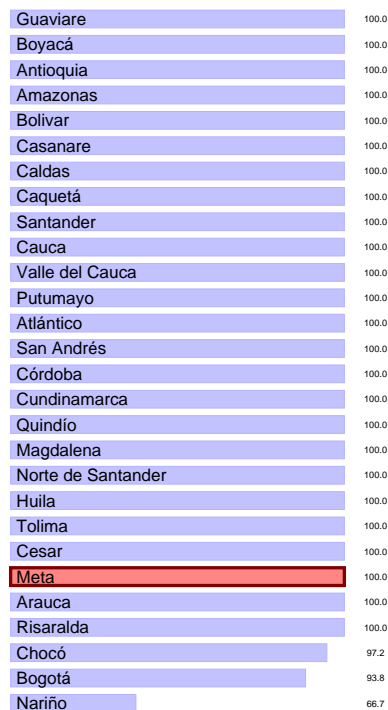 Guaviare 100.0
Boyacá 100.0
Antioquia 100.0
Amazonas 100.0
Bolivar 100.0
Casanare 100.0
Caldas 100.0
Caquetá 100.0
Santander 100.0
Cauca 100.0
Valle del Cauca 100.0
Putumayo 100.0
Atlántico 100.0
San Andrés 100.0
Córdoba 100.0
Cundinamarca 100.0
Quindío 100.0
Magdalena 100.0
Norte de Santander 100.0
Huila 100.0
Tolima 100.0
Cesar 100.0
Meta 100.0
Arauca 100.0
Risaralda 100.0
Chocó 97.2
Bogotá 93.8
Nariño 66.7